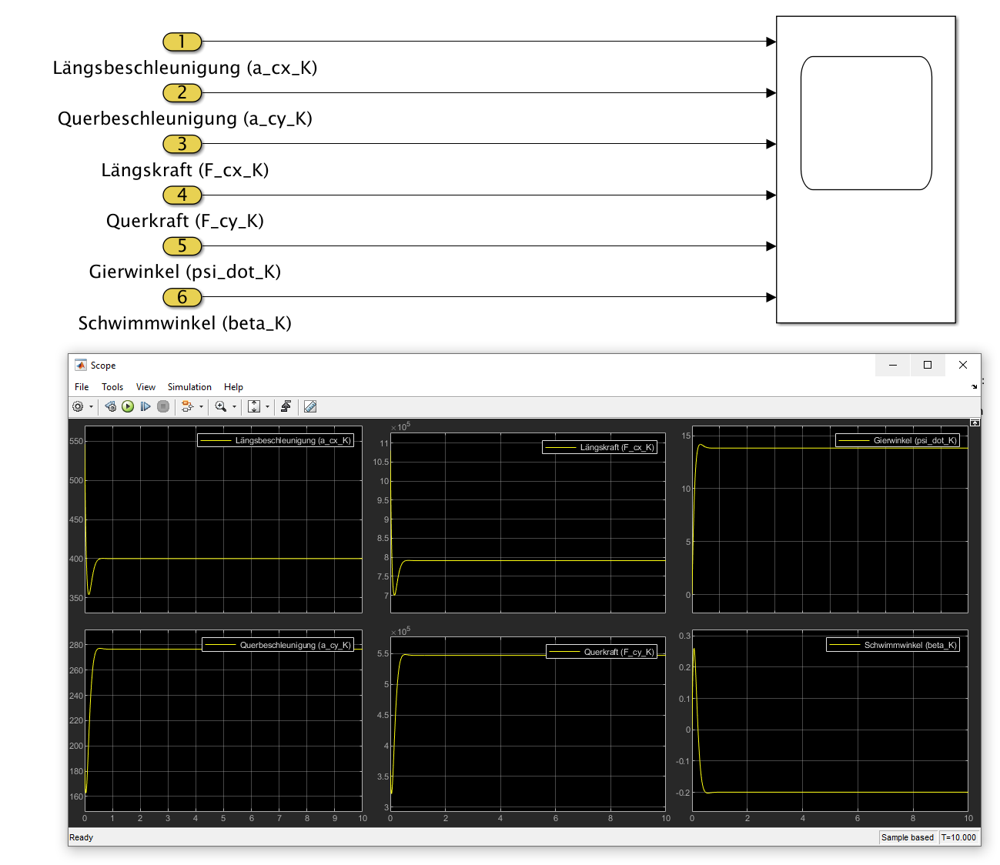 1
Längsbeschleunigung (a_cx_K)
2
Querbeschleunigung (a_cy_K)
3
Längskraft (F_cx_K)
4
Querkraft (F_cy_K)
5
Gierwinkel (psi_dot_K)
6
Schwimmwinkel (beta_K)
Scope
File Tools View Simulation Help
Längsbeschleunigung (a_cx_K)
550
500
450
400
350
×10^5
Längskraft (F_cx_K)
11
10.5
10
9.5
9
8.5
8
7.5
7
Gierwinkel (psi_dot_K)
15
10
5
0
Querbeschleunigung (a_cy_K)
280
260
240
220
200
180
160
0 1 2 3 4 5 6 7 8 9 10
×10^5
Querkraft (F_cy_K)
5.5
5
4.5
4
3.5
3
0 2 4 6 8 10
Schwimmwinkel (beta_K)
0.3
0.2
0.1
0
-0.1
-0.2
0 2 4 6 8 10
Ready
Sample based T=10.000